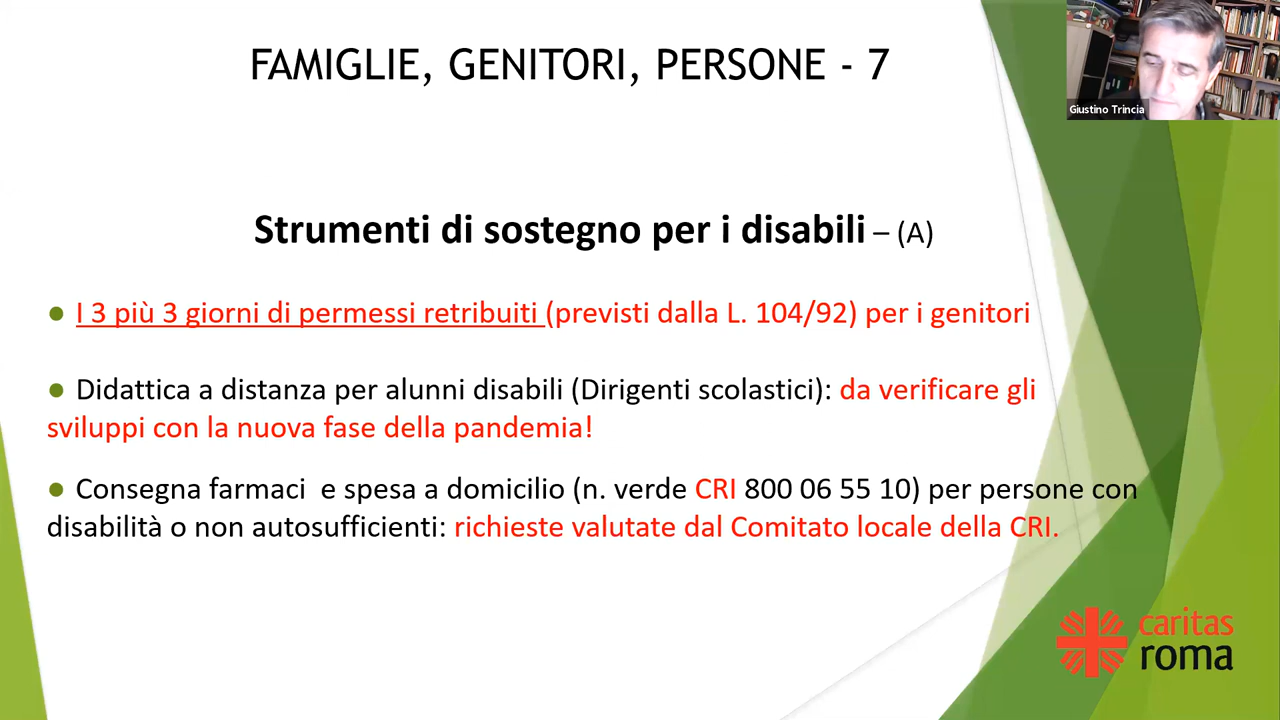 FAMIGLIE, GENITORI, PERSONE - 7
Giustino Trincia
Strumenti di sostegno per i disabili – (A)
● I 3 più 3 giorni di permessi retribuiti (previsti dalla L. 104/92) per i genitori
● Didattica a distanza per alunni disabili (Dirigenti scolastici): da verificare gli
sviluppi con la nuova fase della pandemia!
● Consegna farmaci  e spesa a domicilio (n. verde CRI 800 06 55 10) per persone con
disabilità o non autosufficienti: richieste valutate dal Comitato locale della CRI.
caritas
roma